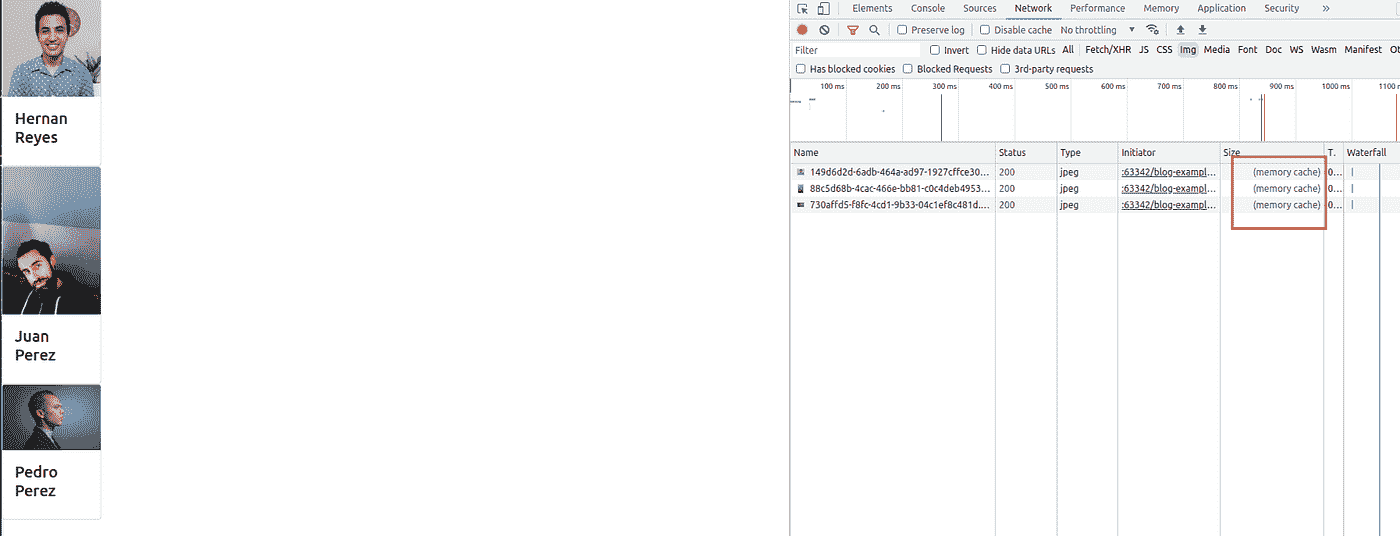 Hernan
Reyes
Juan
Perez
Pedro
Perez
Elements Console Sources Network Performance Memory Application Security »
Preserve log Disable cache No throttling
Filter Invert Hide data URLs All Fetch/XHR JS CSS Img Media Font Doc WS Wasm Manifest Ot
Has blocked cookies Blocked Requests 3rd-party requests
100 ms 200 ms 300 ms 400 ms 500 ms 600 ms 700 ms 800 ms 900 ms 1000 ms 1100
Name Status Type Initiator Size T. Waterfall
149d6d2d-6adb-464a-ad97-1927cffce30... 200 jpeg :63342/blog-exampl... (memory cache) 0...
88c5d68b-4cac-466e-bb81-c0c4deb4953... 200 jpeg :63342/blog-exampl... (memory cache) 0...
730affd5-f8fc-4cd1-9b33-04c1ef8c481d.... 200 jpeg :63342/blog-exampl... (memory cache) 0...